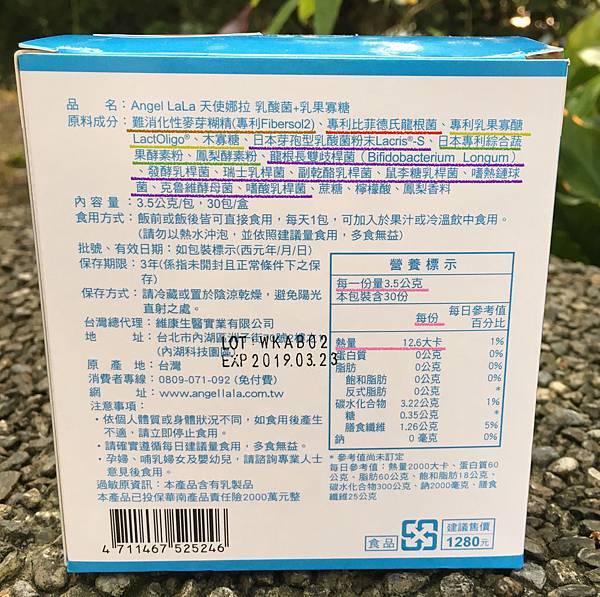 品　　名：Angel LaLa 天使娜拉 乳酸菌+乳果寡糖
原料成分：難消化性麥芽糊精(專利Fibersol2)、專利比菲德氏龍根菌、專利乳果寡醣
LactOligo®、木寡糖、日本芽孢型乳酸菌粉末Lacris®-S、日本專利綜合蔬
果酵素粉、鳳梨酵素粉、龍根長雙歧桿菌（Bifidobacterium Longum）
、發酵乳桿菌、瑞士乳桿菌、副乾酪乳桿菌、鼠李糖乳桿菌、嗜熱鏈球
菌、克魯維酵母菌、嗜酸乳桿菌、蔗糖、檸檬酸、鳳梨香料
內 容 量：3.5公克/包，30包/盒
食用方式：飯前或飯後皆可直接食用，每天1包，可加入於果汁或冷溫飲中食用。
(請勿以熱水沖泡，並依照建議量食用，多食無益)
批號、有效日期：如包裝標示(西元年/月/日)
保存期限：3年(係指未開封且正常條件下之保
存)
保存方式：請冷藏或置於陰涼乾燥，避免陽光
直射之處。
台灣總代理：維康生醫實業有限公司
地　　址：台北市內湖區
(內湖科技園區)
LOT WKAB02
EXP 2019.03.23
原 產 地：台灣
消費者專線：0809-071-092 (免付費)
網　　址：www.angellala.com.tw
注意事項：
•依個人體質或身體狀況不同，如食用後產生
不適，請立即停止食用。
•請確實遵循每日建議量食用，多食無益。
•孕婦、哺乳婦女及嬰幼兒，請諮詢專業人士
意見後食用。
過敏原資訊：本產品含有乳製品
本產品已投保華南產品責任險2000萬元整
4 711467 525246
營養標示
每一份量3.5公克
本包裝含30份
每份 每日參考值
百分比
熱量 12.6大卡 1%
蛋白質 0公克 0%
脂肪 0公克 0%
飽和脂肪 0公克 0%
反式脂肪 0公克 *
碳水化合物 3.22公克 1%
糖 0.35公克 *
膳食纖維 1.26公克 5%
鈉 0 毫克 0%
* 參考值尚未訂定
每日參考值：熱量2000大卡、蛋白質60
公克、脂肪60公克、飽和脂肪18公克、
碳水化合物300公克、鈉2000毫克、膳食
纖維25公克
食品
建議售價
1280元